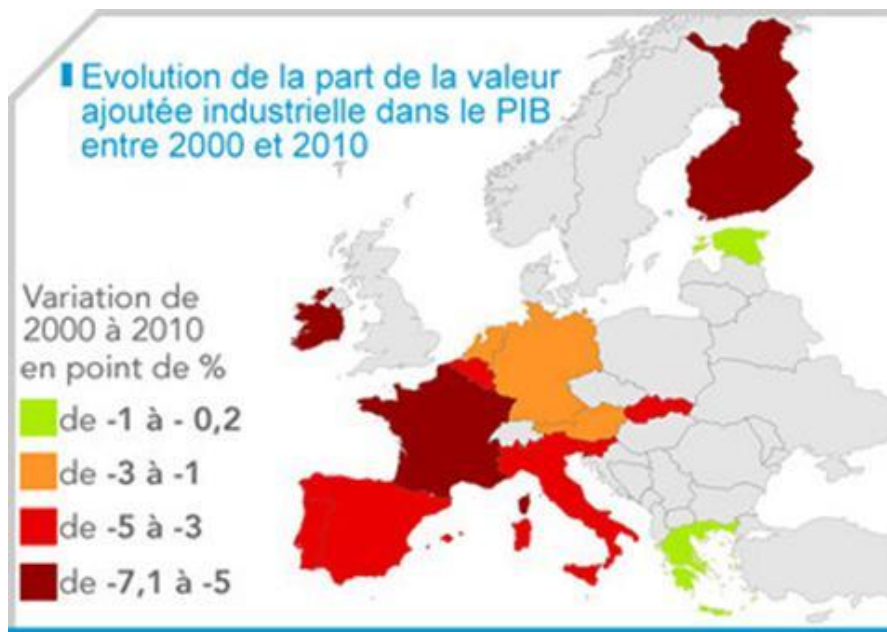 Evolution de la part de la valeur
ajoutée industrielle dans le PIB
entre 2000 et 2010
Variation de
2000 à 2010
en point de %
de -1 à - 0,2
de -3 à -1
de -5 à -3
de -7,1 à -5